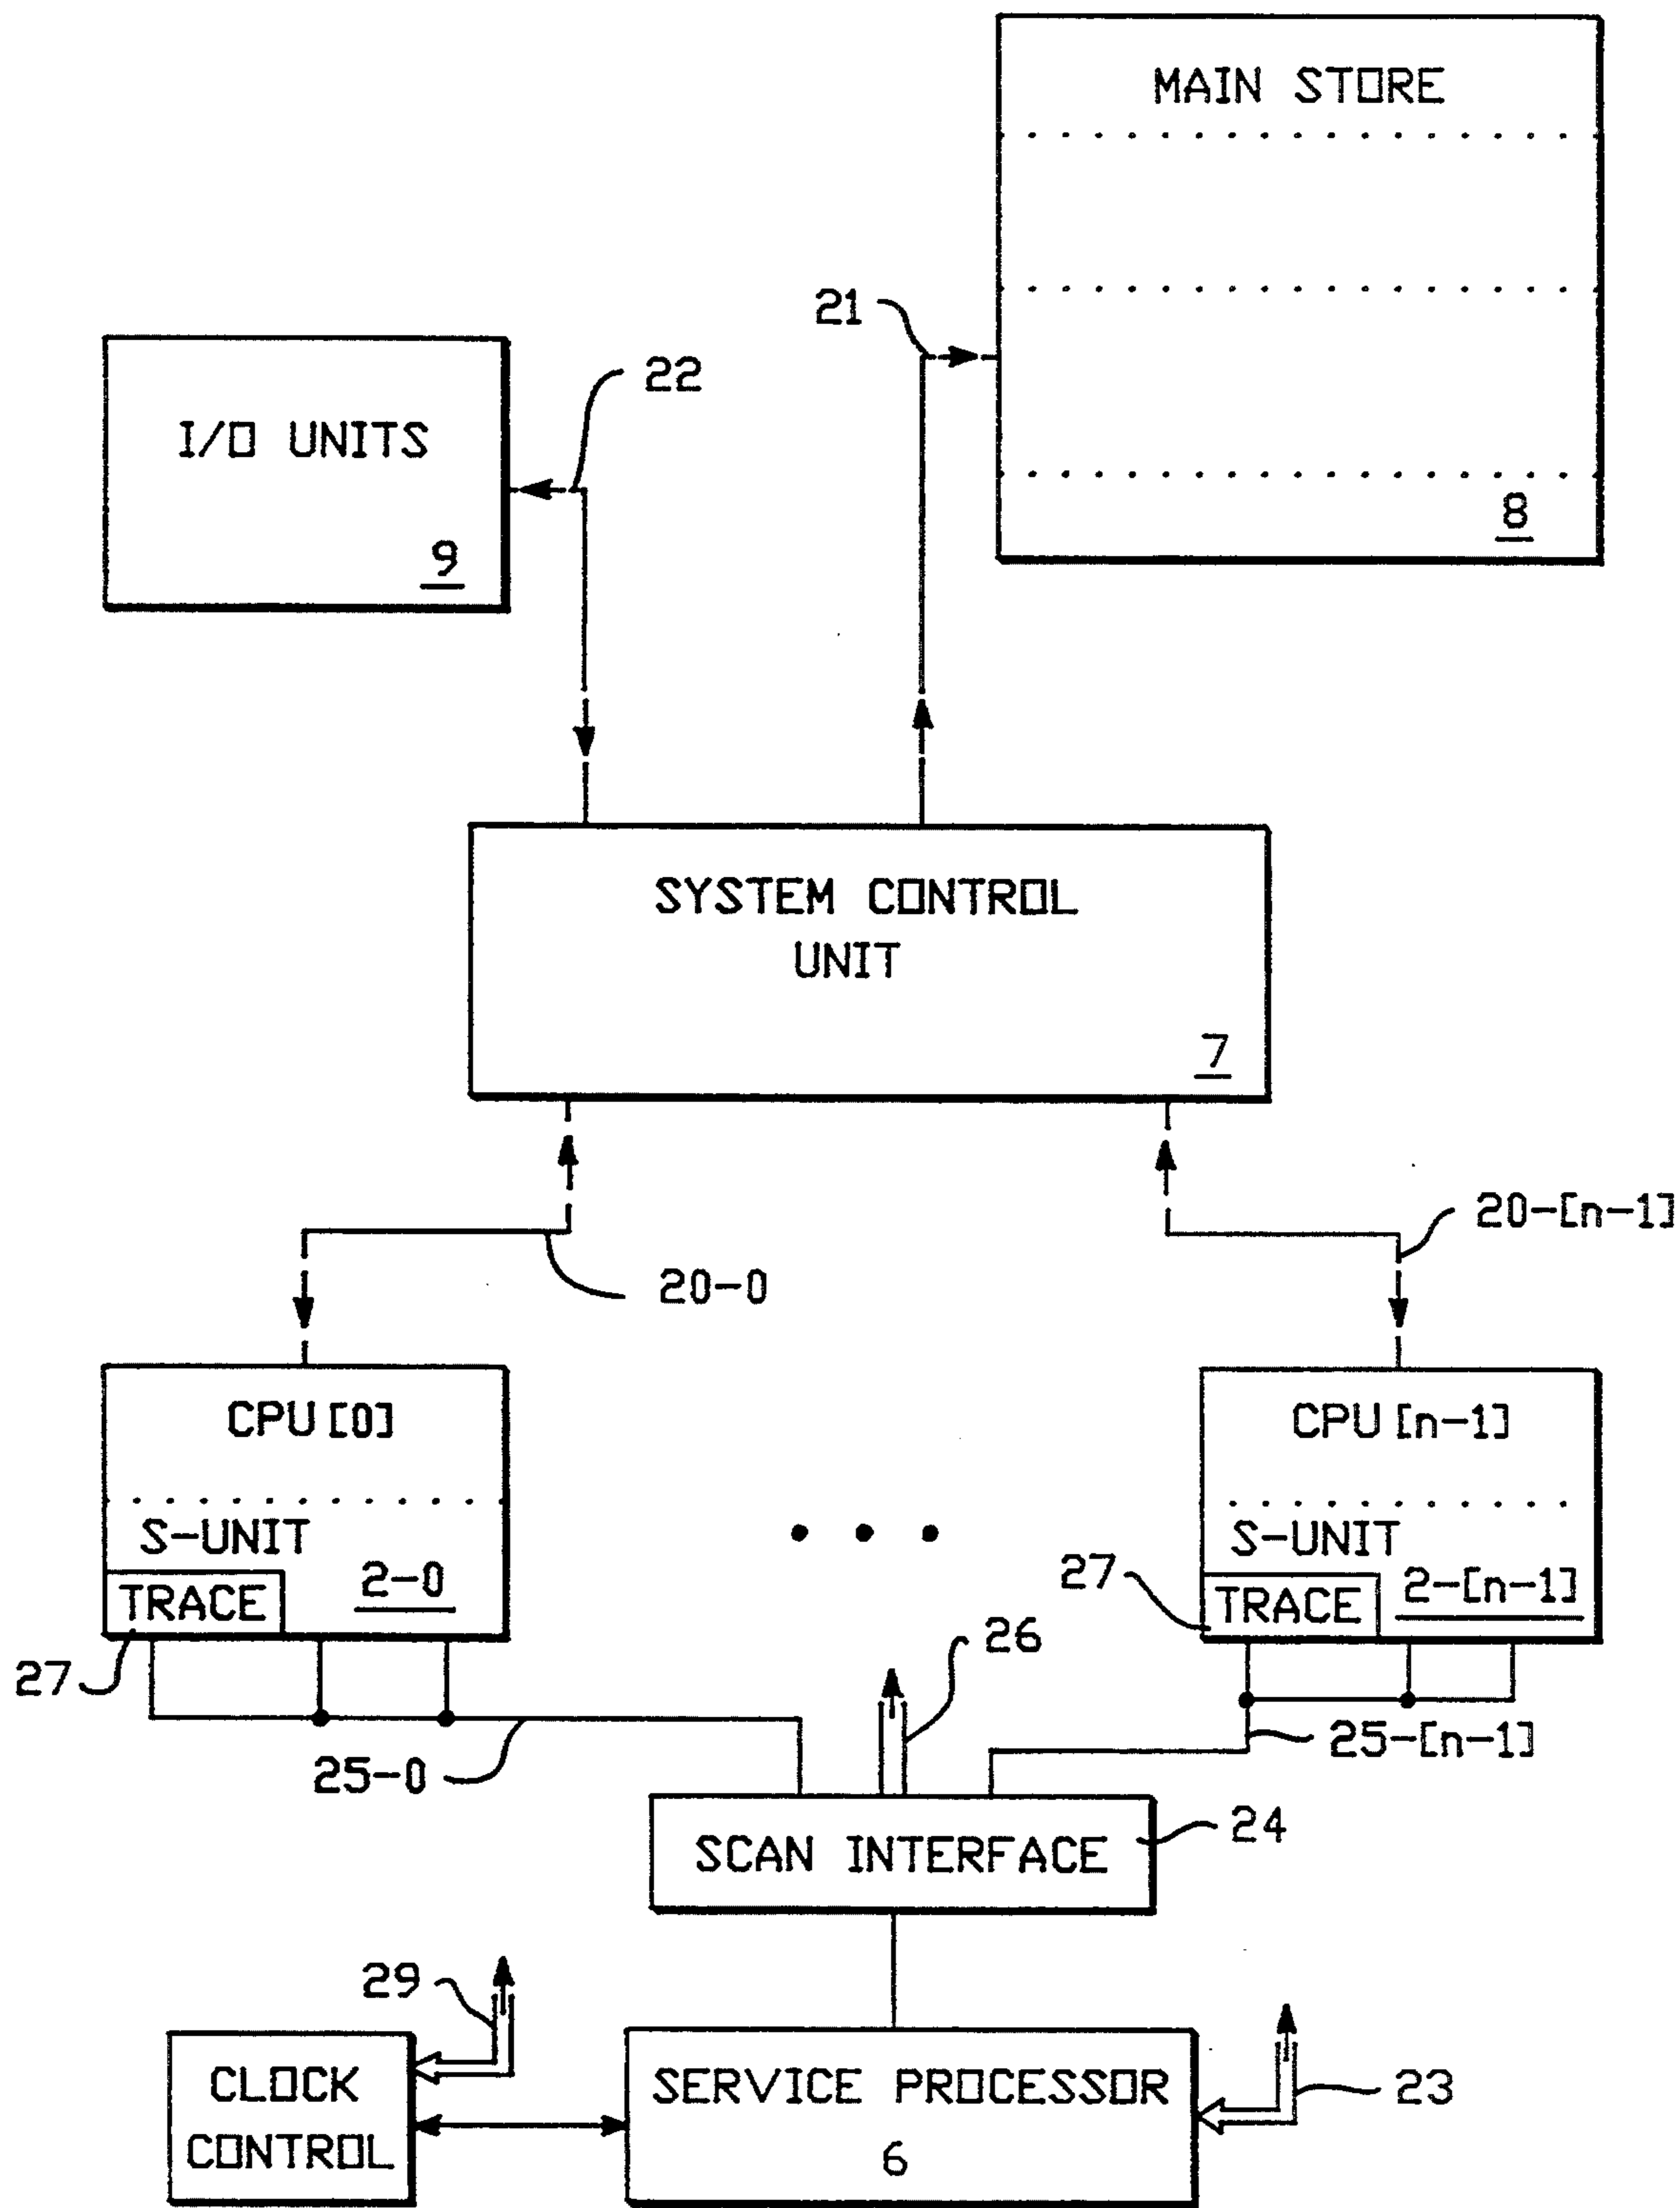 MAIN STORE
21
22
I/O UNITS
8
9
SYSTEM CONTROL
UNIT
7
20-[n-1]
20-0
CPU[0]
CPU[n-1]
S-UNIT
S-UNIT
2-0
27
2-[n-1]
TRACE
TRACE
27
26
25-0
25-[n-1]
24
SCAN INTERFACE
29
CLOCK
CONTROL
SERVICE PROCESSOR
6
23